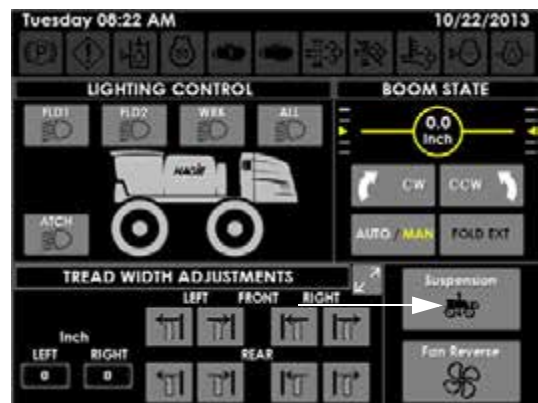 Tuesday 08:22 AM 10/22/2013
(P)
LIGHTING CONTROL
BOOM STATE
FLD1 FLD2 WRK ALL
0.0
Inch
HAGIE
CW CCW
ATCH
AUTO / MAN FOLD EXT
TREAD WIDTH ADJUSTMENTS
Suspension
LEFT FRONT RIGHT
Inch
LEFT RIGHT
REAR
Fan Reverse
0 0